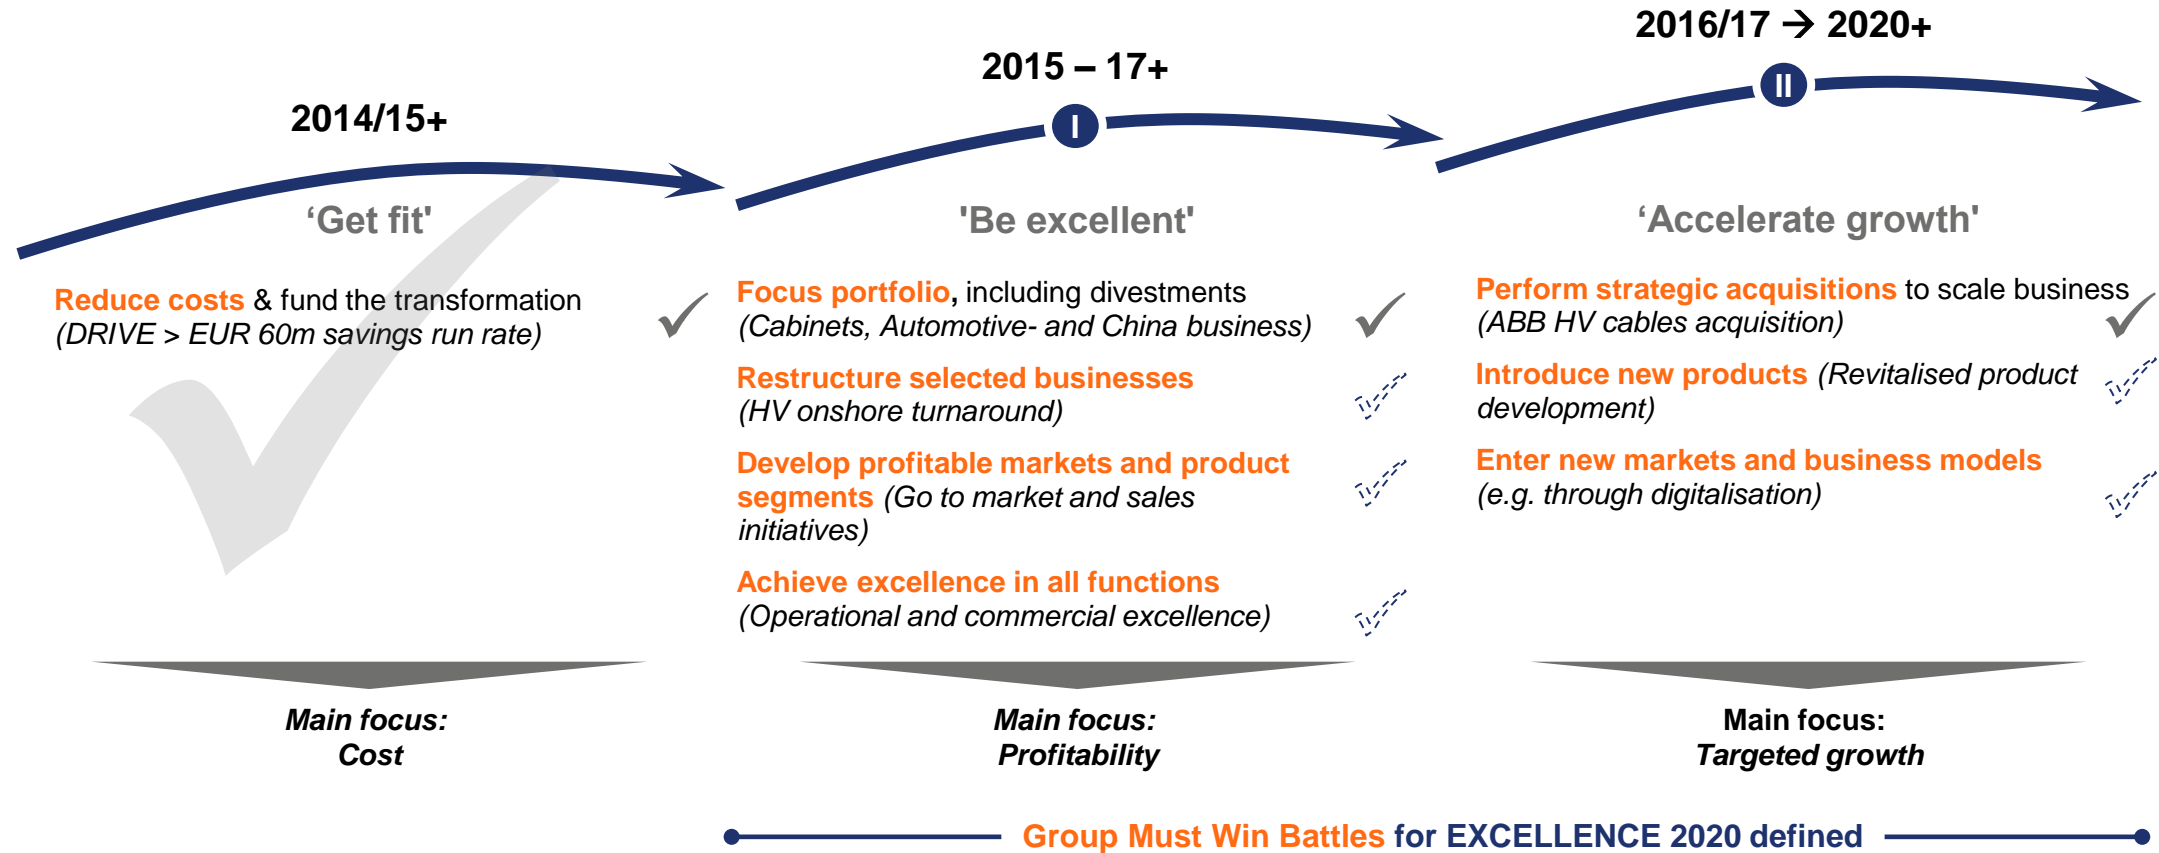 2014/15+
‘Get fit'
Reduce costs & fund the transformation
(DRIVE > EUR 60m savings run rate)
Main focus:
Cost
2015 – 17+
I
'Be excellent'
Focus portfolio, including divestments
(Cabinets, Automotive- and China business)
Restructure selected businesses
(HV onshore turnaround)
Develop profitable markets and product
segments (Go to market and sales
initiatives)
Achieve excellence in all functions
(Operational and commercial excellence)
Main focus:
Profitability
2016/17 → 2020+
II
‘Accelerate growth'
Perform strategic acquisitions to scale business
(ABB HV cables acquisition)
Introduce new products (Revitalised product
development)
Enter new markets and business models
(e.g. through digitalisation)
Main focus:
Targeted growth
Group Must Win Battles for EXCELLENCE 2020 defined